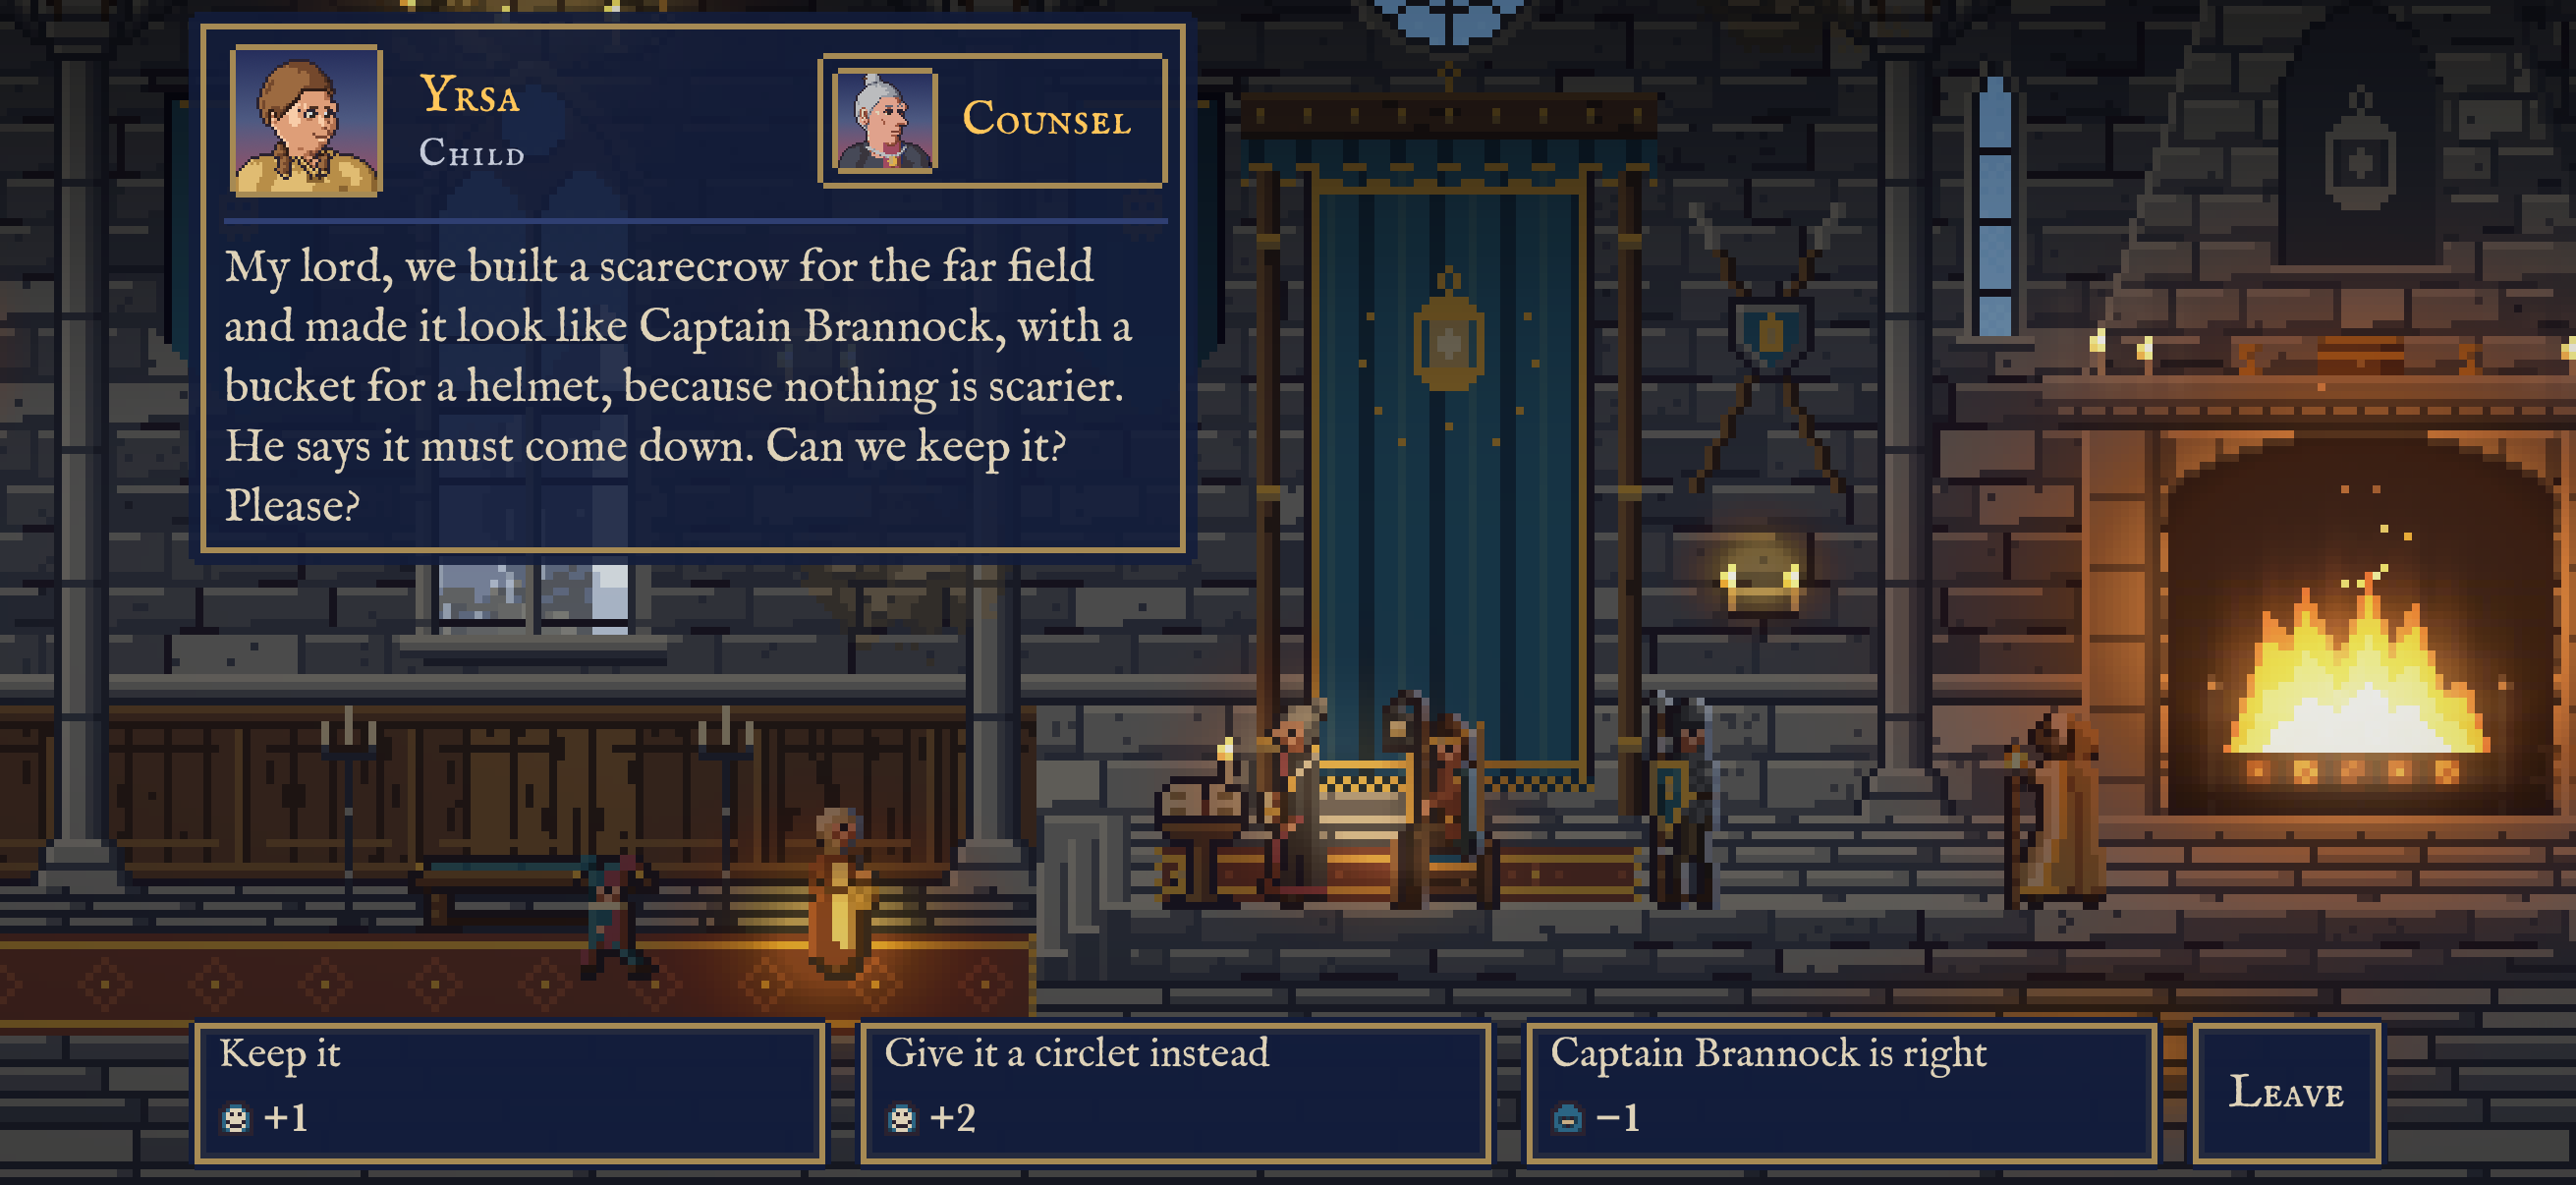 Yrsa
Child
Counsel
My lord, we built a scarecrow for the far field
and made it look like Captain Brannock, with a
bucket for a helmet, because nothing is scarier.
He says it must come down. Can we keep it?
Please?
Keep it
+1
Give it a circlet instead
+2
Captain Brannock is right
−1
Leave